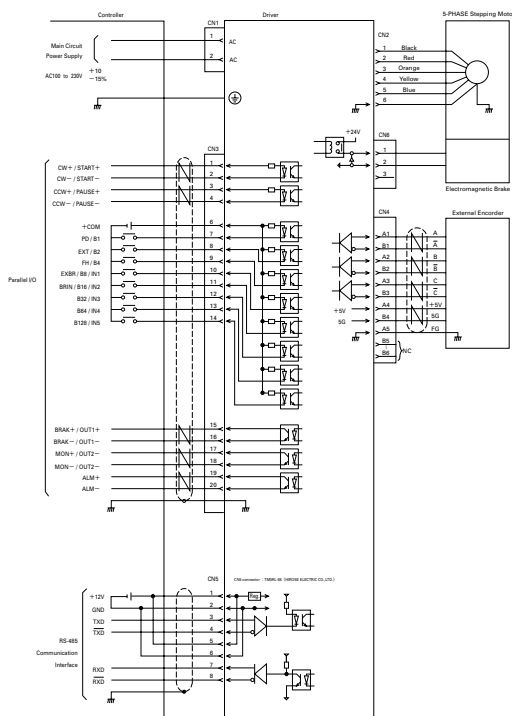 Controller
Driver
5-PHASE Stepping Moto
CN1
1 AC
2 AC
Main Circuit
Power Supply
AC100 to 230V +10 −15%
CN2
1 Black
2 Red
3 Orange
4 Yellow
5 Blue
6
+24V
CN6
1
2
3
Electromagnetic Brake
CN3
CW+ / START+ 1
CW− / START− 2
CCW+ / PAUSE+ 3
CCW− / PAUSE− 4
+COM 6
PD / B1 7
EXT / B2 8
FH / B4 9
EXBR / B8 / IN1 10
BRIN / B16 / IN2 11
B32 / IN3 12
B64 / IN4 13
B128 / IN5 14
Parallel I/O
BRAK+ / OUT1+ 15
BRAK− / OUT1− 16
MON+ / OUT2− 17
MON− / OUT2− 18
ALM+ 19
ALM− 20
CN4
External Encorder
A1 A
B1 A
A2 B
B2 B
A3 C
B3 C
+5V A4 +5V
SG B4 SG
A5 FG
B5
B6
NC
CN5
CN5 connector : TM11RL-88 (HIROSE ELECTRIC CO.,LTD.)
+12V 1
GND 2
TXD 3
TXD 4
5
6
RXD 7
RXD 8
Reg.
RS-485
Communication
Interface